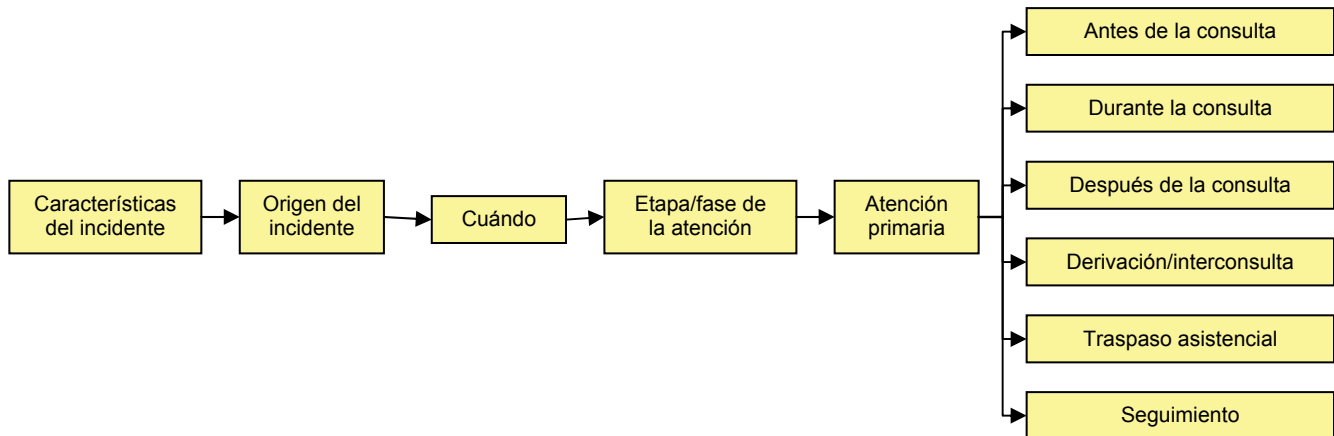 Características
del incidente
Origen del
incidente
Cuándo
Etapa/fase de
la atención
Atención
primaria
Antes de la consulta
Durante la consulta
Después de la consulta
Derivación/interconsulta
Traspaso asistencial
Seguimiento